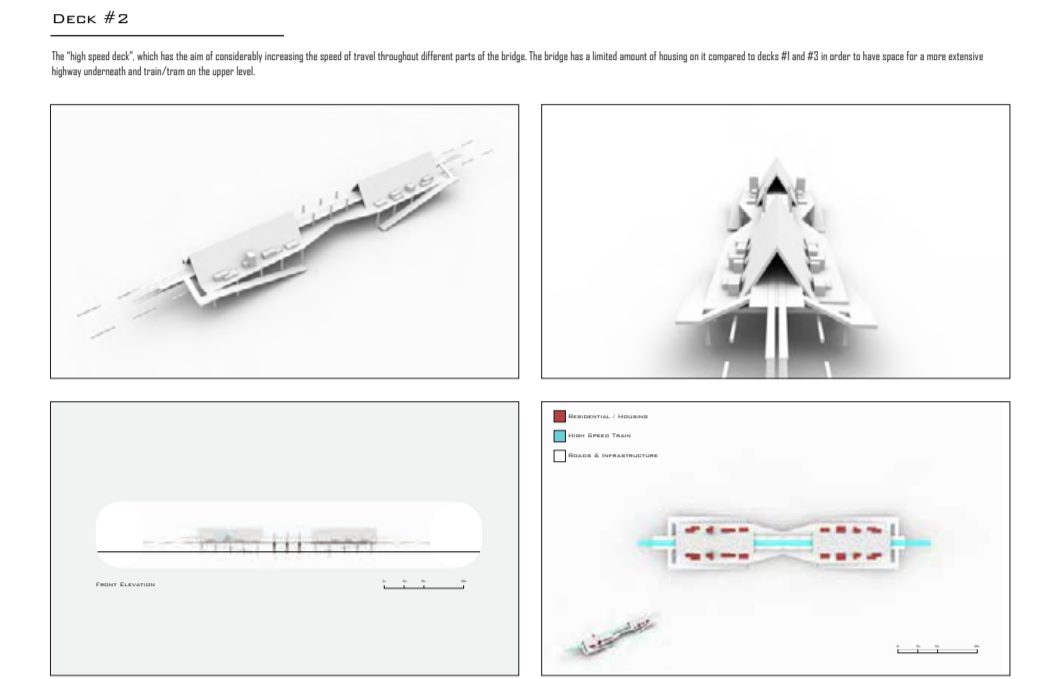 Deck #2
The "high speed deck", which has the aim of considerably increasing the speed of travel throughout different parts of the bridge. The bridge has a limited amount of housing on it compared to decks #1 and #3 in order to have space for a more extensive
highway underneath and train/tram on the upper level.
Residential / Housing
High Speed Train
Roads & Infrastructure
Front Elevation